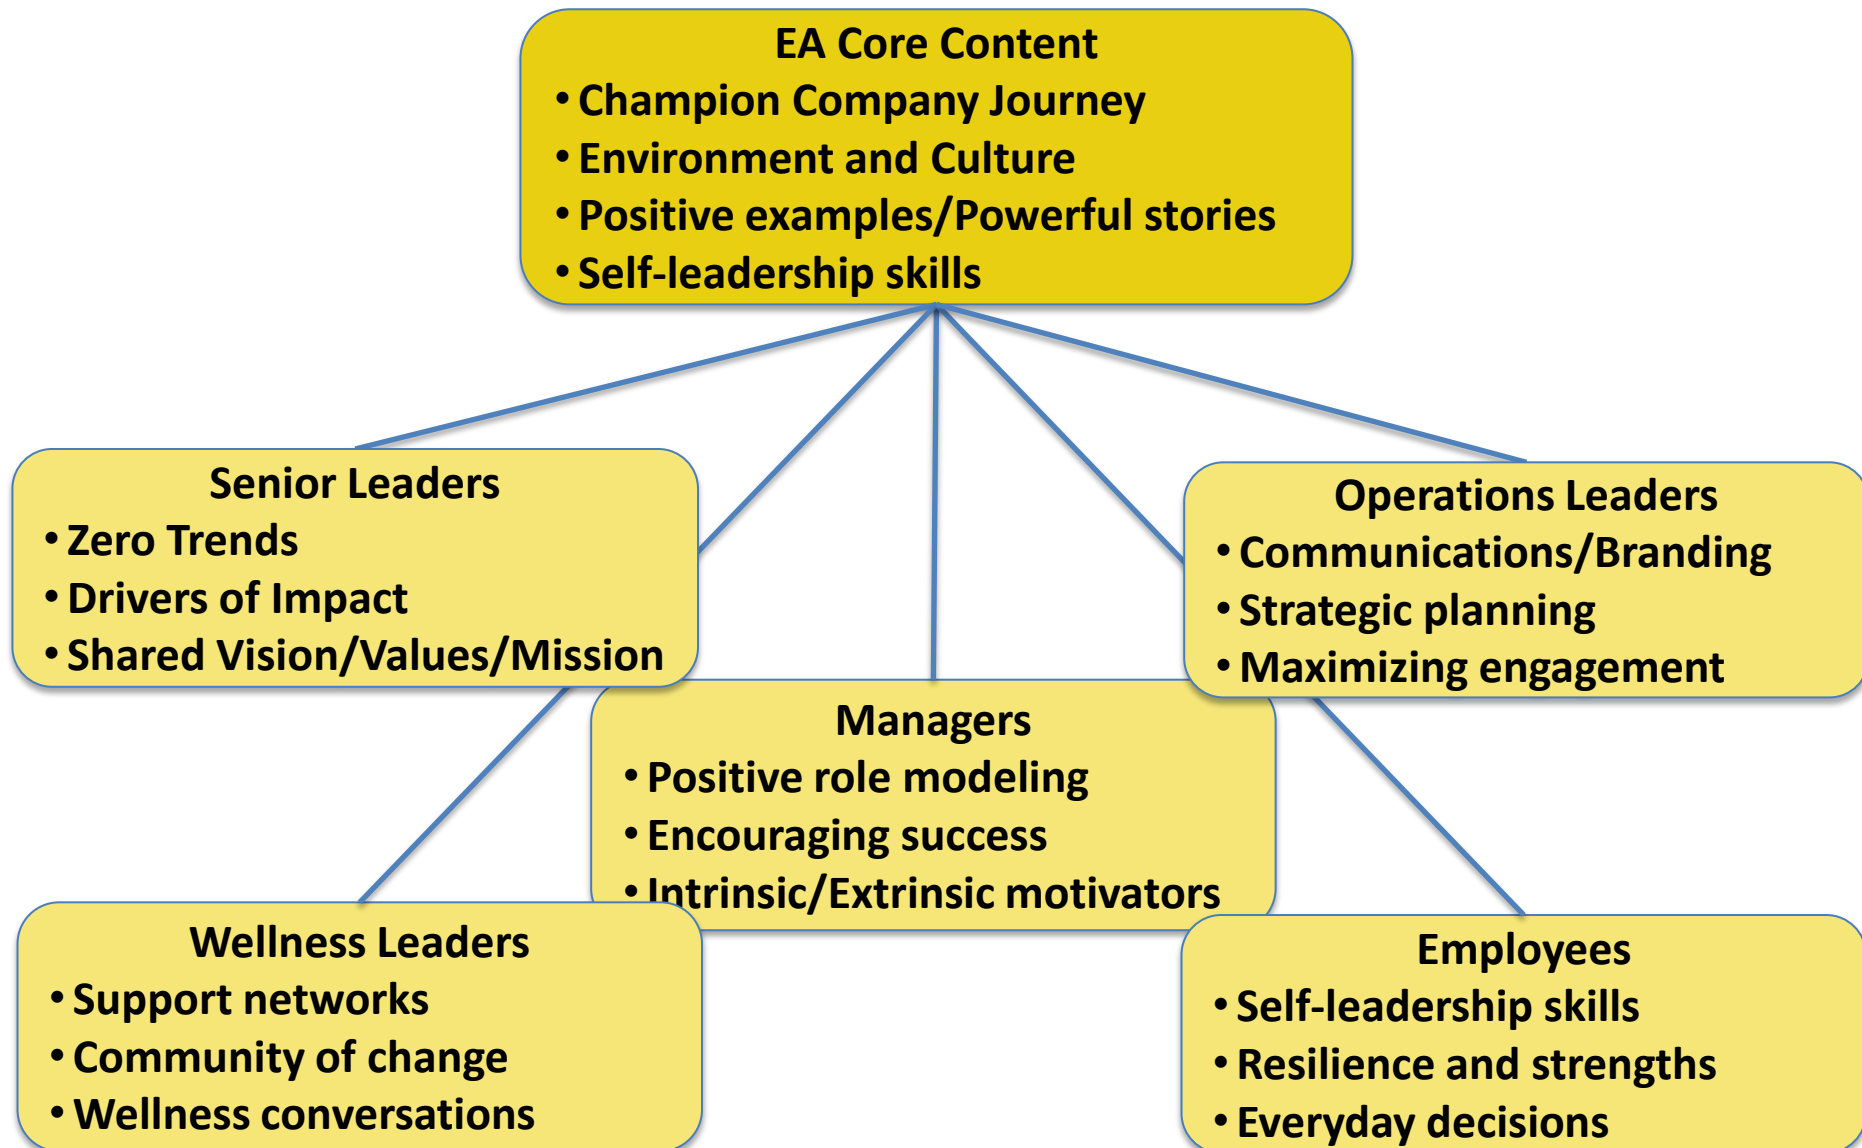 EA Core Content
• Champion Company Journey
• Environment and Culture
• Positive examples/Powerful stories
• Self-leadership skills
Senior Leaders
• Zero Trends
• Drivers of Impact
• Shared Vision/Values/Mission
Operations Leaders
• Communications/Branding
• Strategic planning
• Maximizing engagement
Managers
• Positive role modeling
• Encouraging success
• Intrinsic/Extrinsic motivators
Wellness Leaders
• Support networks
• Community of change
• Wellness conversations
Employees
• Self-leadership skills
• Resilience and strengths
• Everyday decisions